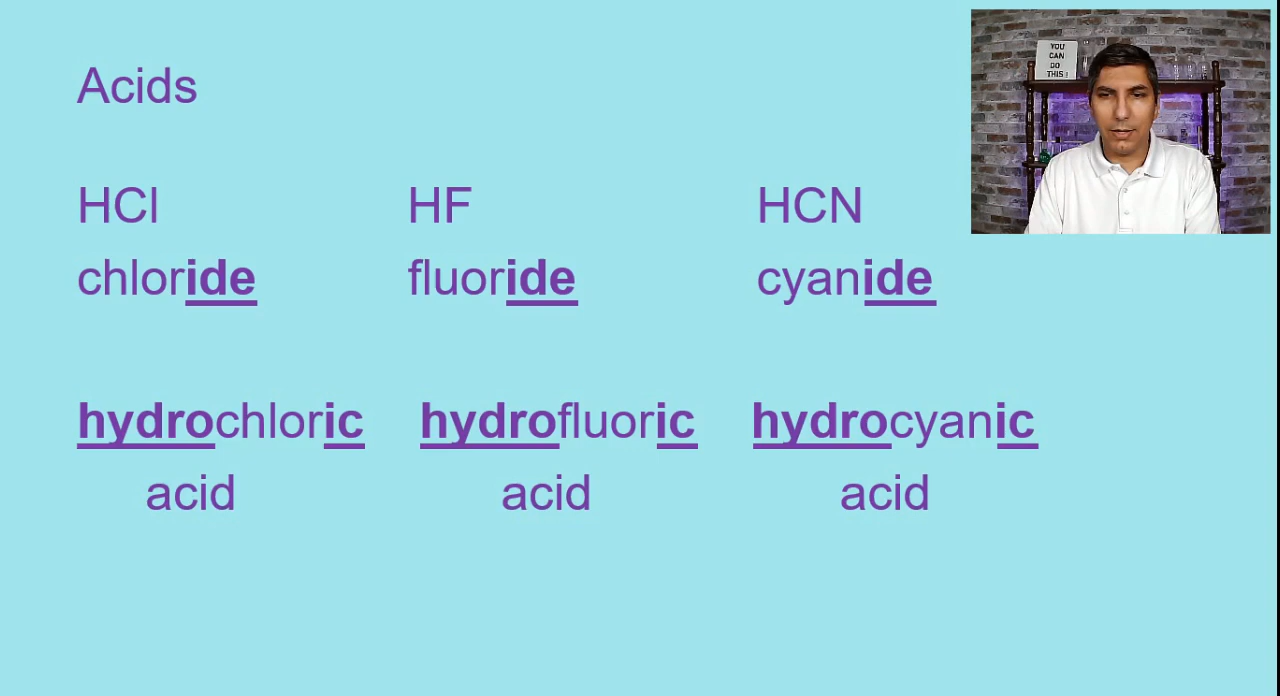 Acids
HCl HF HCN
chloride fluoride cyanide
hydrochloric hydrofluoric hydrocyanic
acid acid acid
YOU
CAN
DO
THIS!